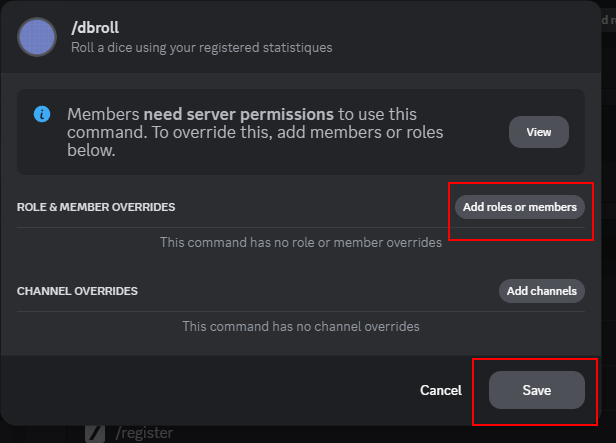 /dbroll
Roll a dice using your registered statistiques
Members need server permissions to use this
command. To override this, add members or roles
below.
View
ROLE & MEMBER OVERRIDES
Add roles or members
This command has no role or member overrides
CHANNEL OVERRIDES
Add channels
This command has no channel overrides
Cancel
Save
/register